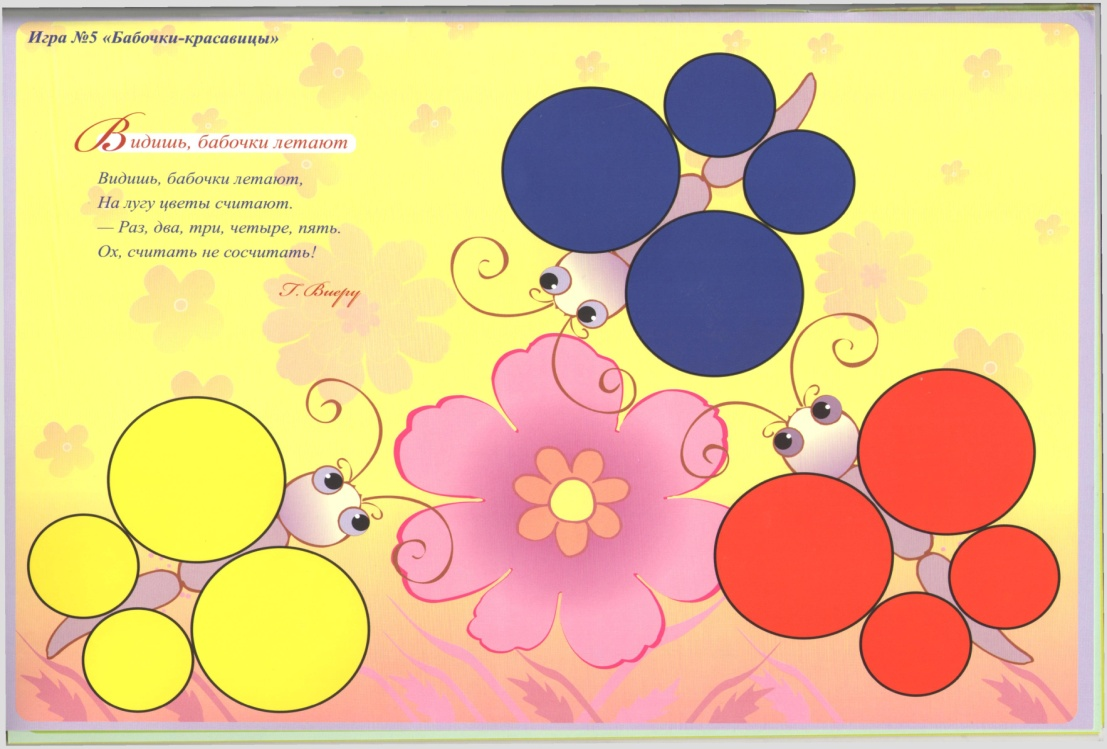 Игра №5 «Бабочки-красавицы»
Видишь, бабочки летают
Видишь, бабочки летают,
На лугу цветы считают.
— Раз, два, три, четыре, пять.
Ох, считать не сосчитать!
Г. Виеру